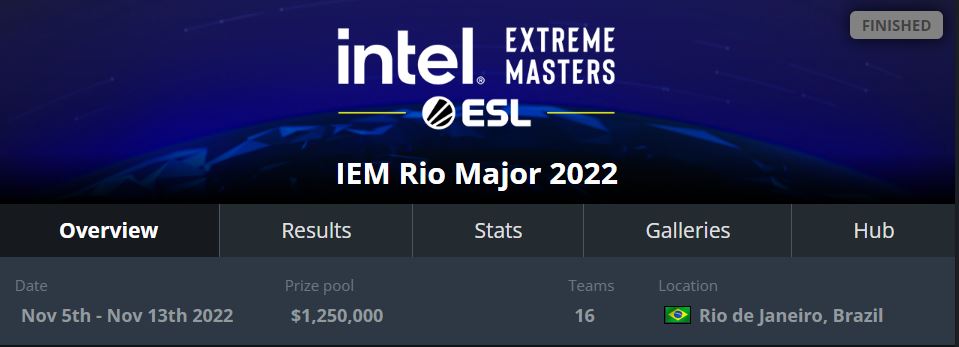 FINISHED
intel® EXTREME
MASTERS
ESL
IEM Rio Major 2022
Overview Results Stats Galleries Hub
Date Prize pool Teams Location
Nov 5th - Nov 13th 2022 $1,250,000 16 Rio de Janeiro, Brazil